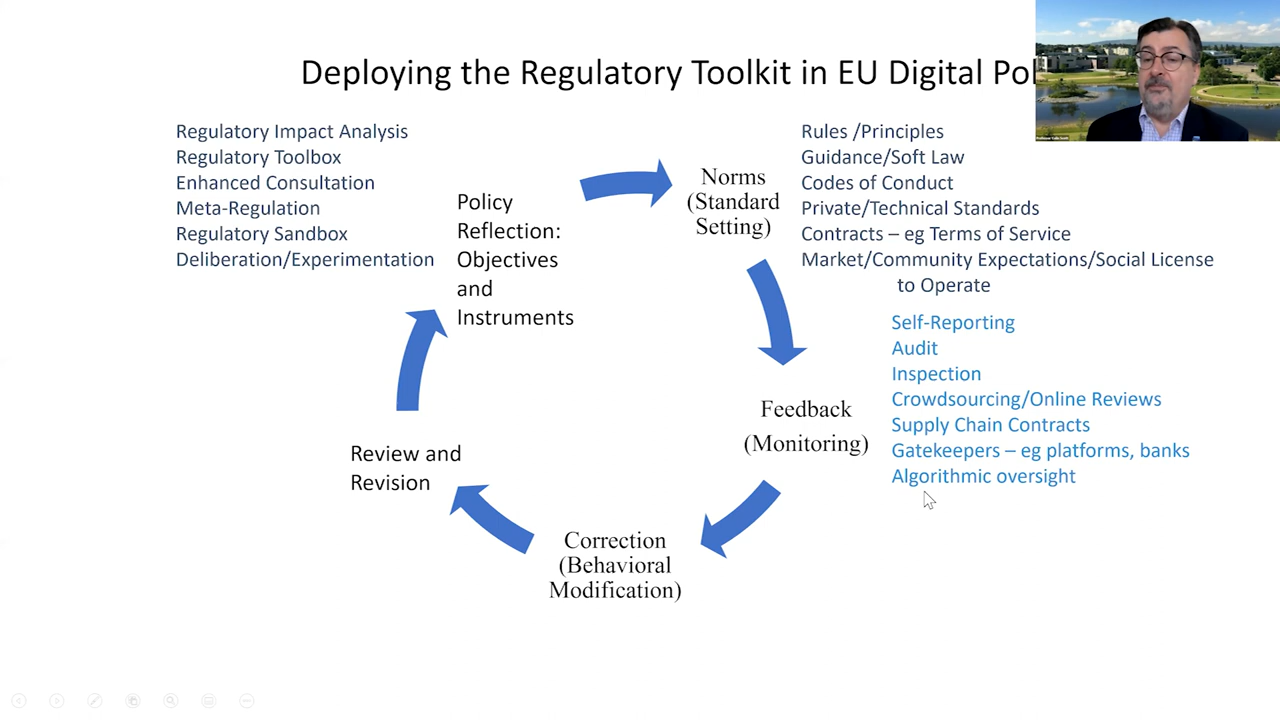 Deploying the Regulatory Toolkit in EU Digital Pol
Regulatory Impact Analysis
Regulatory Toolbox
Enhanced Consultation
Meta-Regulation
Regulatory Sandbox
Deliberation/Experimentation
Policy
Reflection:
Objectives
and
Instruments
Norms
(Standard
Setting)
Rules /Principles
Guidance/Soft Law
Codes of Conduct
Private/Technical Standards
Contracts – eg Terms of Service
Market/Community Expectations/Social License
to Operate
Self-Reporting
Audit
Inspection
Crowdsourcing/Online Reviews
Supply Chain Contracts
Gatekeepers – eg platforms, banks
Algorithmic oversight
Feedback
(Monitoring)
Correction
(Behavioral
Modification)
Review and
Revision